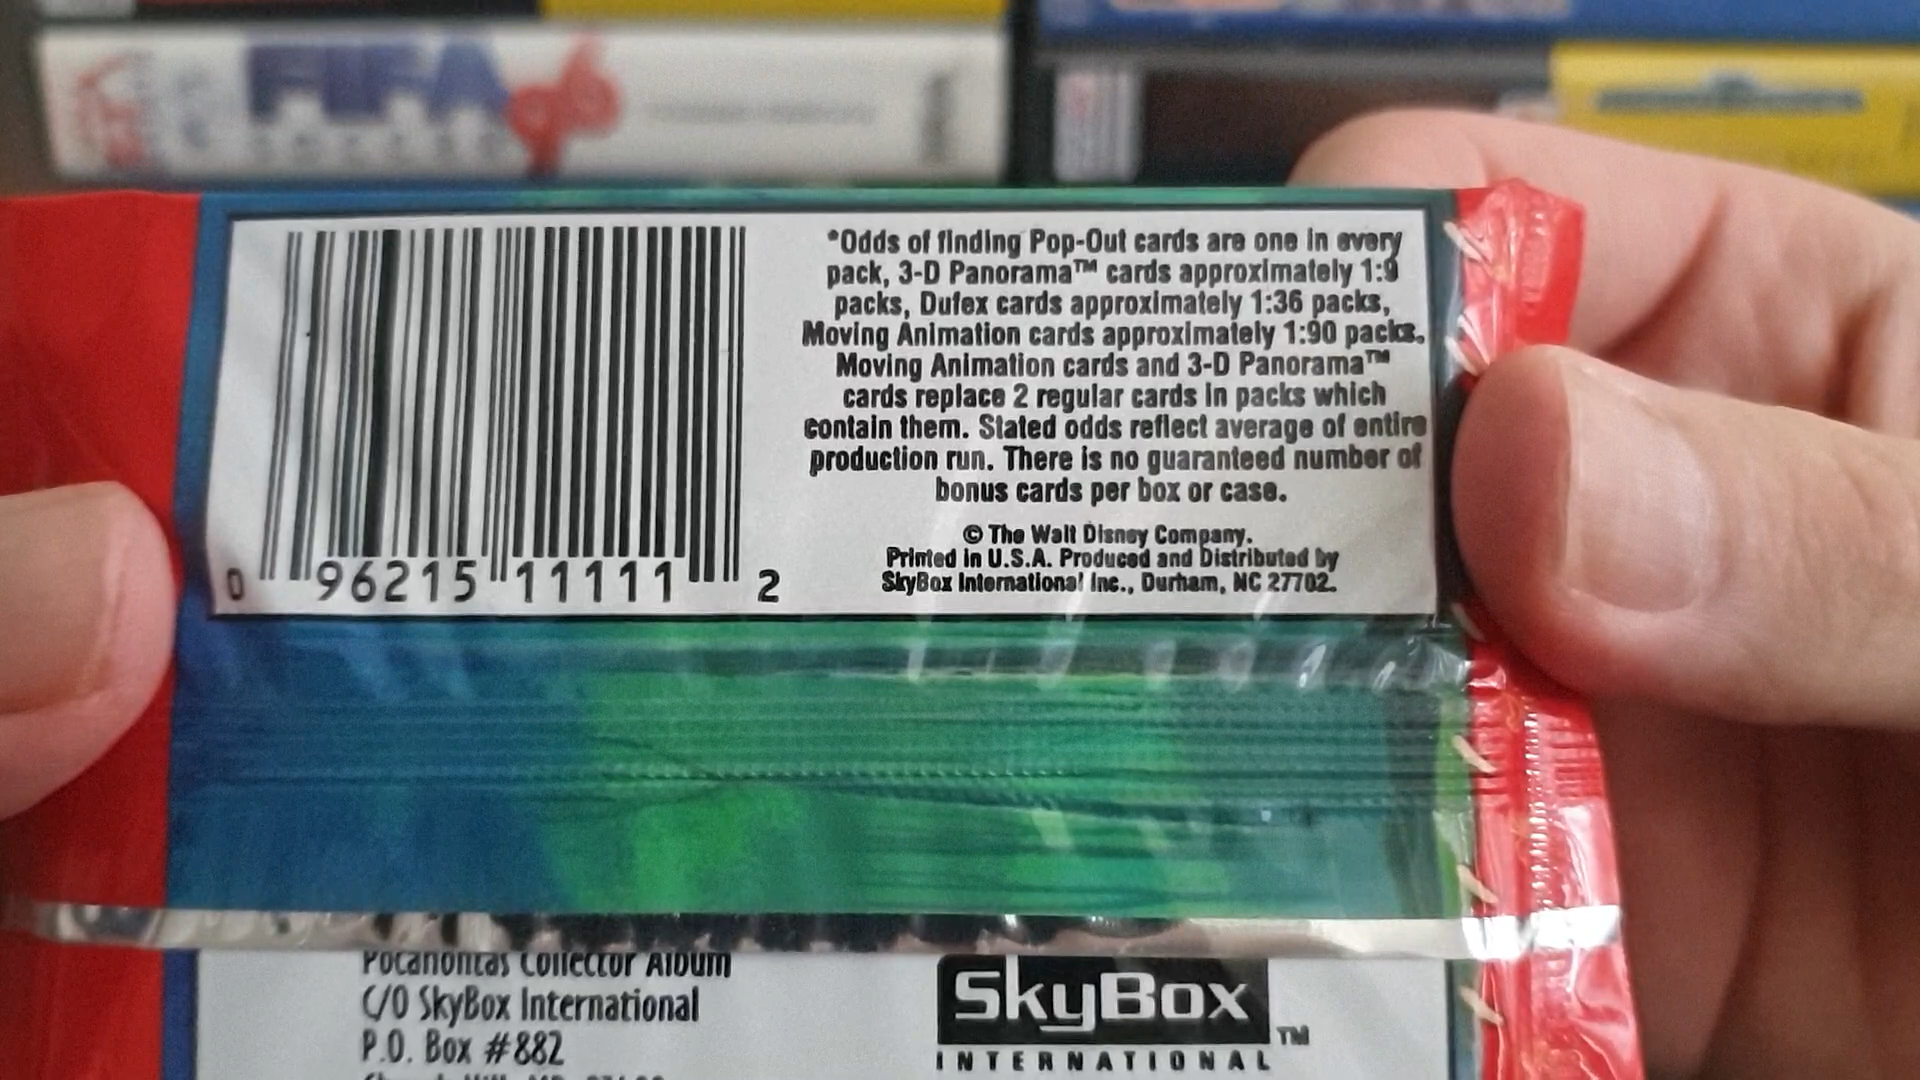 FIFA
96
*Odds of finding Pop-Out cards are one in every
pack, 3-D Panorama™ cards approximately 1:9
packs, Dufex cards approximately 1:36 packs,
Moving Animation cards approximately 1:90 packs.
Moving Animation cards and 3-D Panorama™
cards replace 2 regular cards in packs which
contain them. Stated odds reflect average of entire
production run. There is no guaranteed number of
bonus cards per box or case.
© The Walt Disney Company.
Printed in U.S.A. Produced and Distributed by
SkyBox International Inc., Durham, NC 27702.
0 96215 11111 2
Pocahontas Collector Album
C/O SkyBox International
P.O. Box #882
SkyBox™
INTERNATIONAL